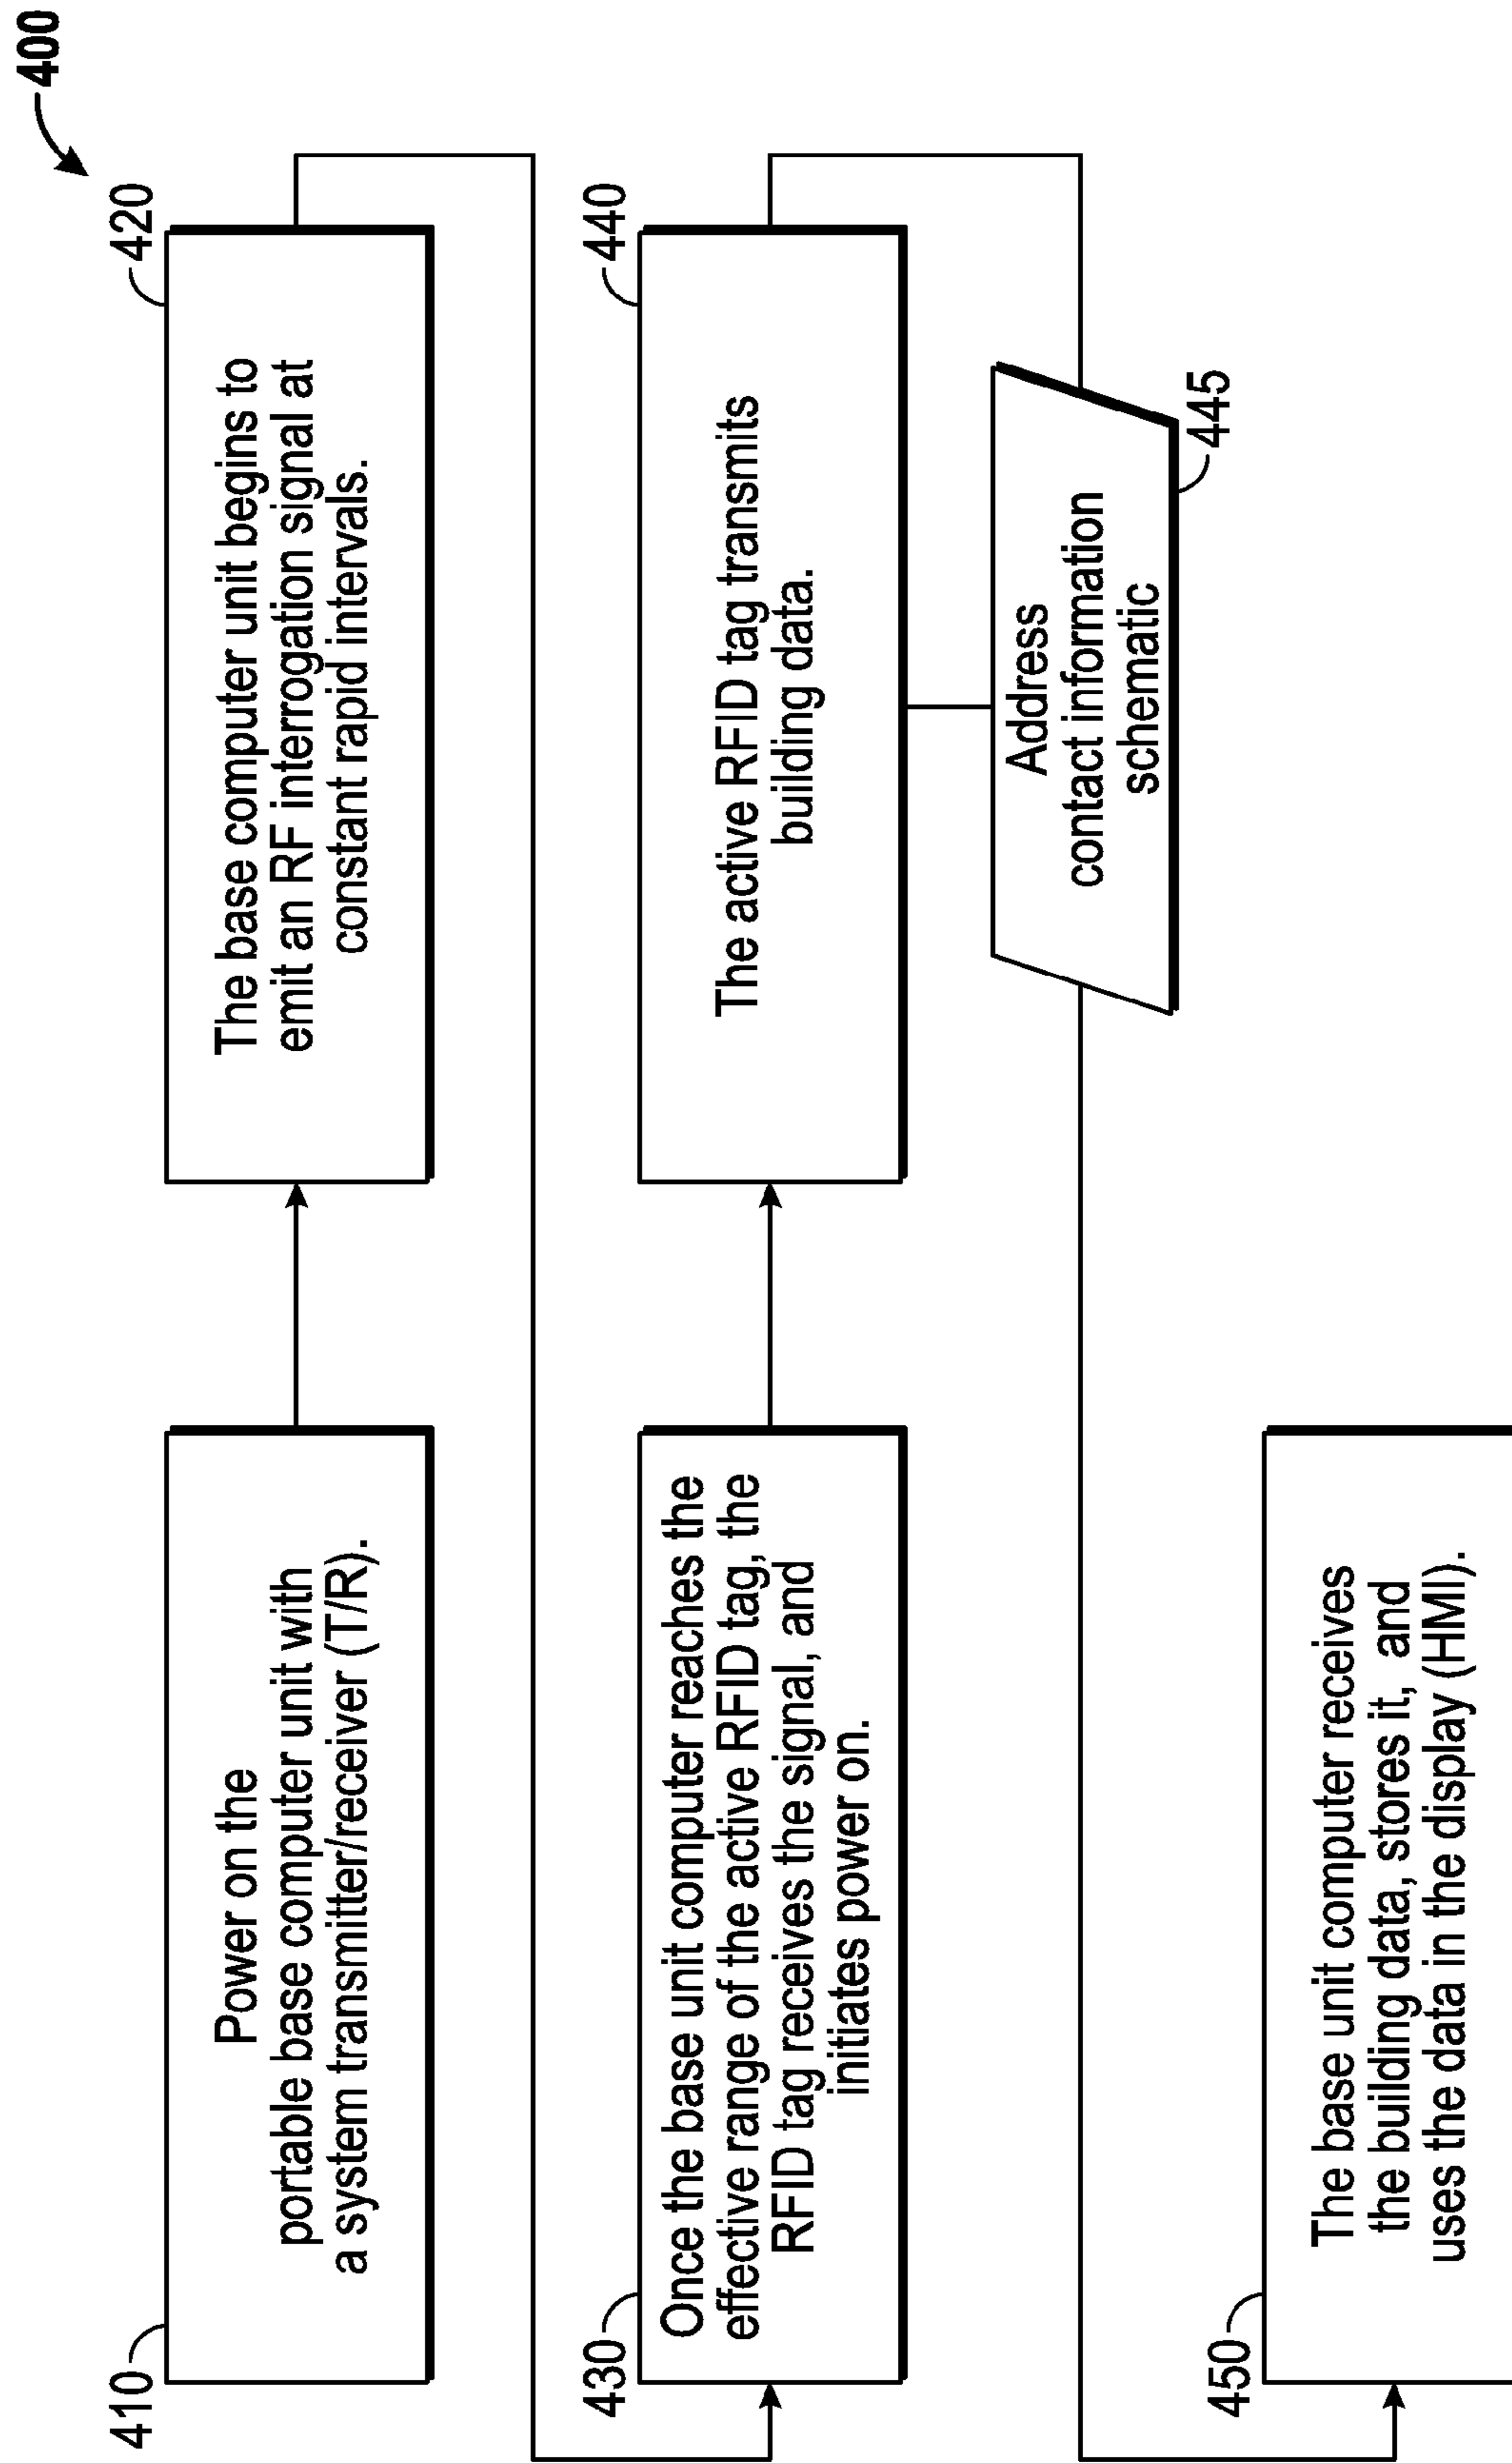 400
410
Power on the
portable base computer unit with
a system transmitter/receiver (T/R).
420
The base computer unit begins to
emit an RF interrogation signal at
constant rapid intervals.
430
Once the base unit computer reaches the
effective range of the active RFID tag, the
RFID tag receives the signal, and
initiates power on.
440
The active RFID tag transmits
building data.
Address
contact information
schematic
445
450
The base unit computer receives
the building data, stores it, and
uses the data in the display (HMI).